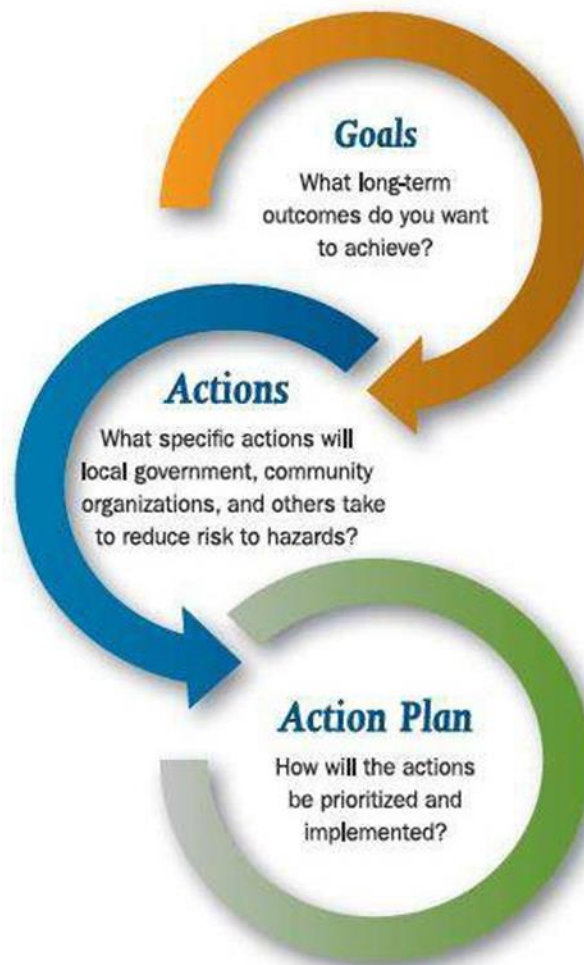 Goals
What long-term
outcomes do you want
to achieve?
Actions
What specific actions will
local government, community
organizations, and others take
to reduce risk to hazards?
Action Plan
How will the actions
be prioritized and
implemented?